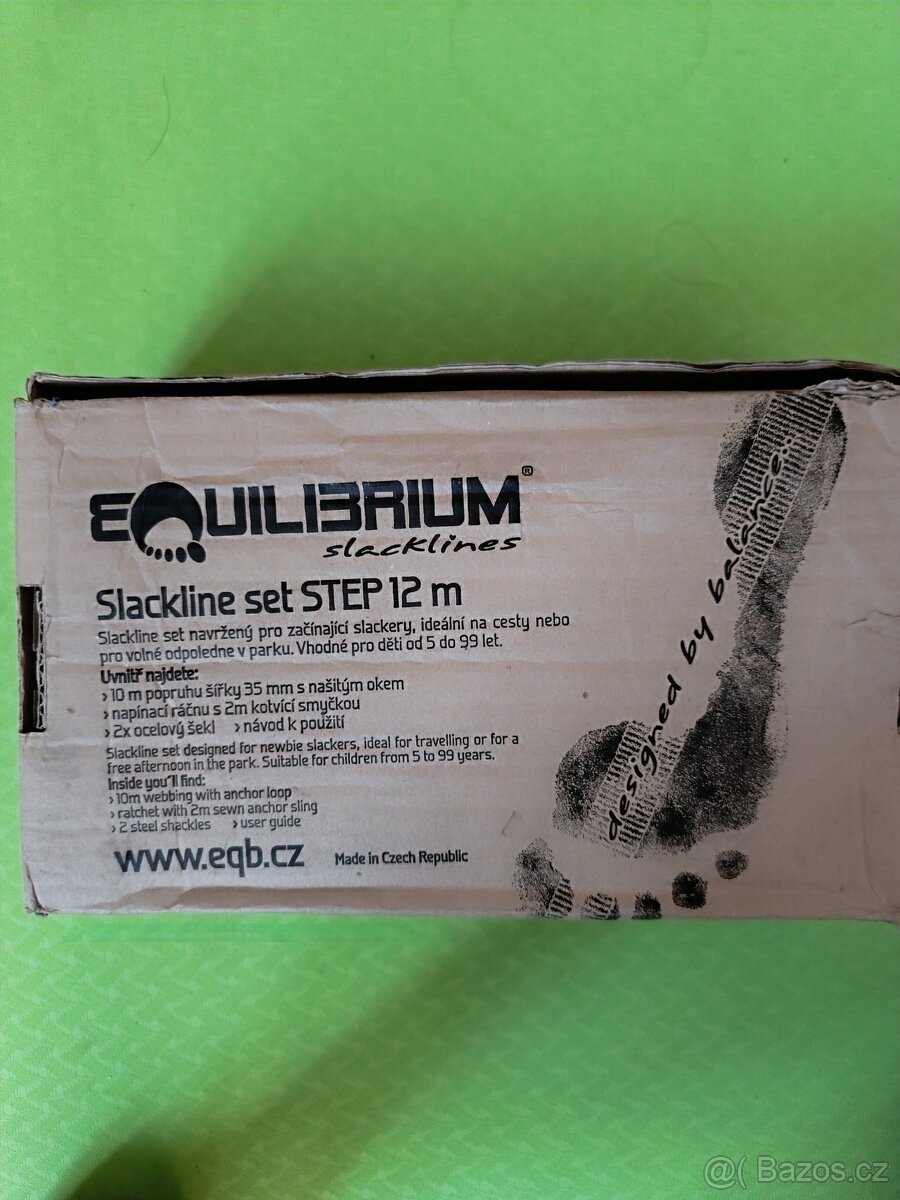 EQUILIBRIUM®
slacklines
Slackline set STEP 12 m
Slackline set navržený pro začínající slackery, ideální na cesty nebo
pro volné odpoledne v parku. Vhodné pro děti od 5 do 99 let.
Uvnitř najdete:
› 10 m popruhu šířky 35 mm s našitým okem
› napínací ráčnu s 2m kotvící smyčkou
› 2x ocelový šekl › návod k použití
Slackline set designed for newbie slackers, ideal for travelling or for a
free afternoon in the park. Suitable for children from 5 to 99 years.
Inside you´ll find:
› 10m webbing with anchor loop
› ratchet with 2m sewn anchor sling
› 2 steel shackles › user guide
www.eqb.cz Made in Czech Republic
designed by balance...
@( Bazos.cz